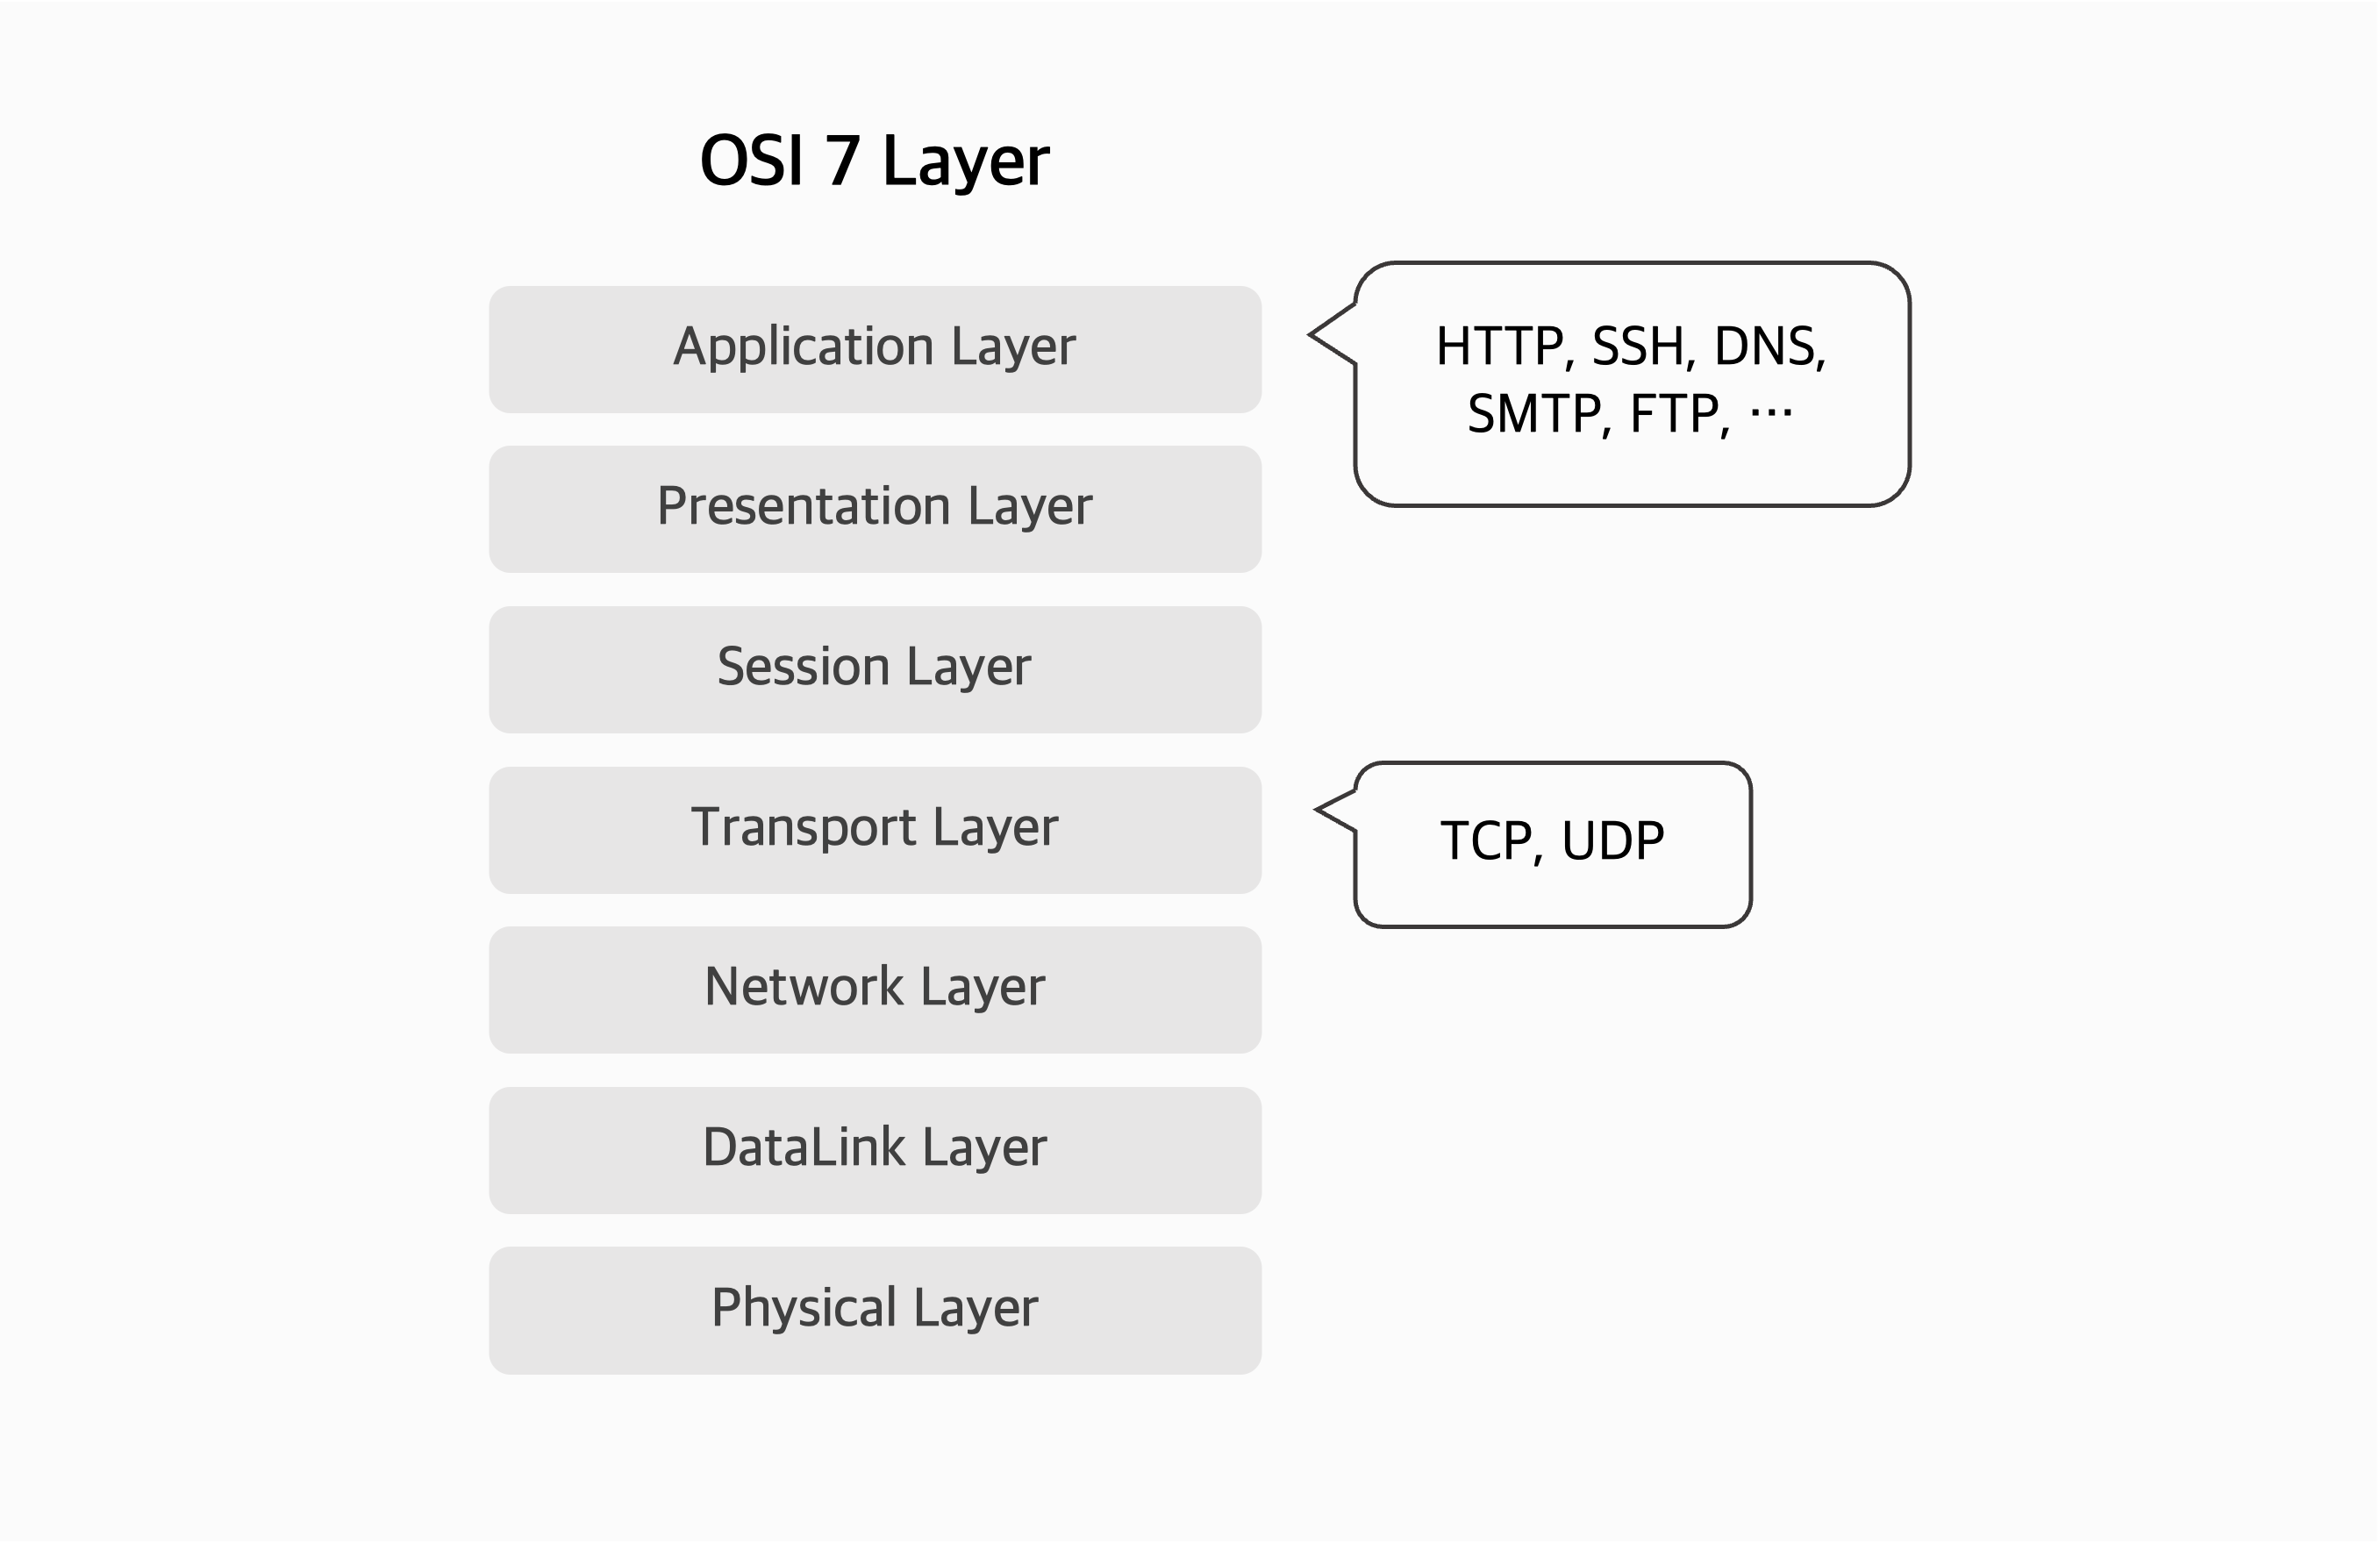 OSI 7 Layer
Application Layer
HTTP, SSH, DNS,
SMTP, FTP, ⋯
Presentation Layer
Session Layer
Transport Layer
TCP, UDP
Network Layer
DataLink Layer
Physical Layer